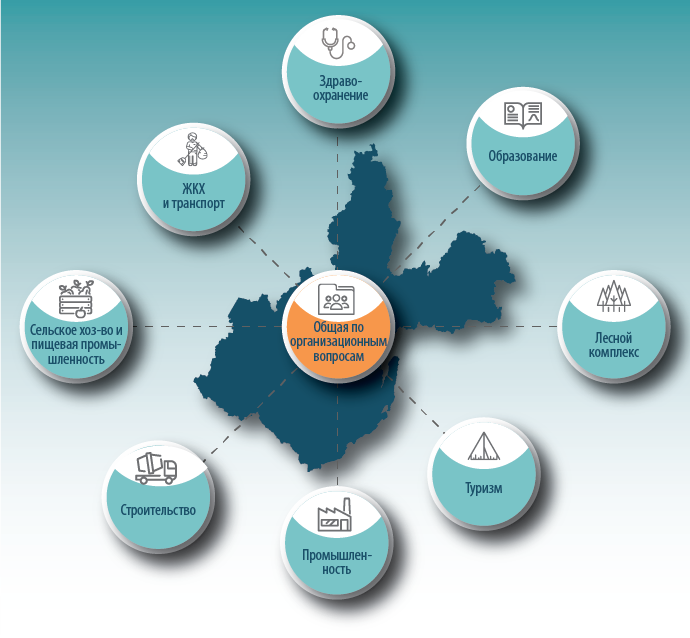 Здраво-
охранение
Образование
ЖКХ
и транспорт
Общая по
организационным
вопросам
Сельское хоз-во и
пищевая промы-
шленность
Лесной
комплекс
Туризм
Строительство
Промышлен-
ность